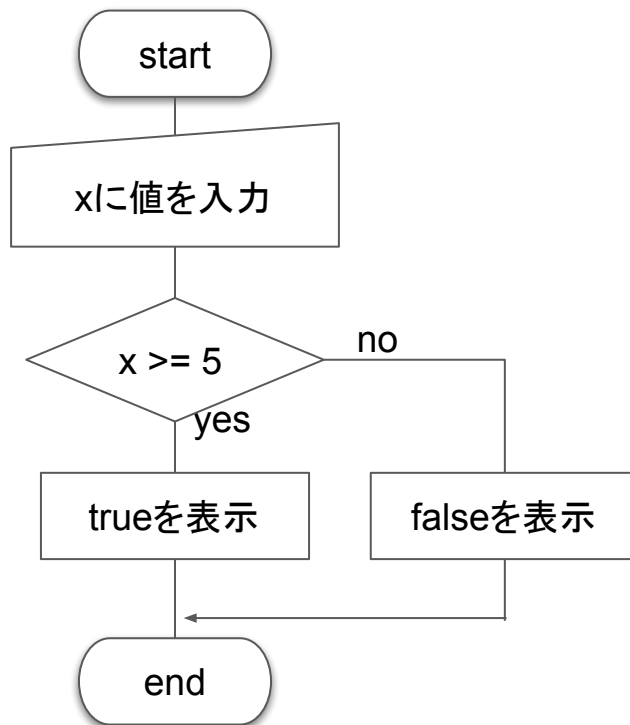 start
xに値を入力
x >= 5
no
yes
trueを表示
falseを表示
end